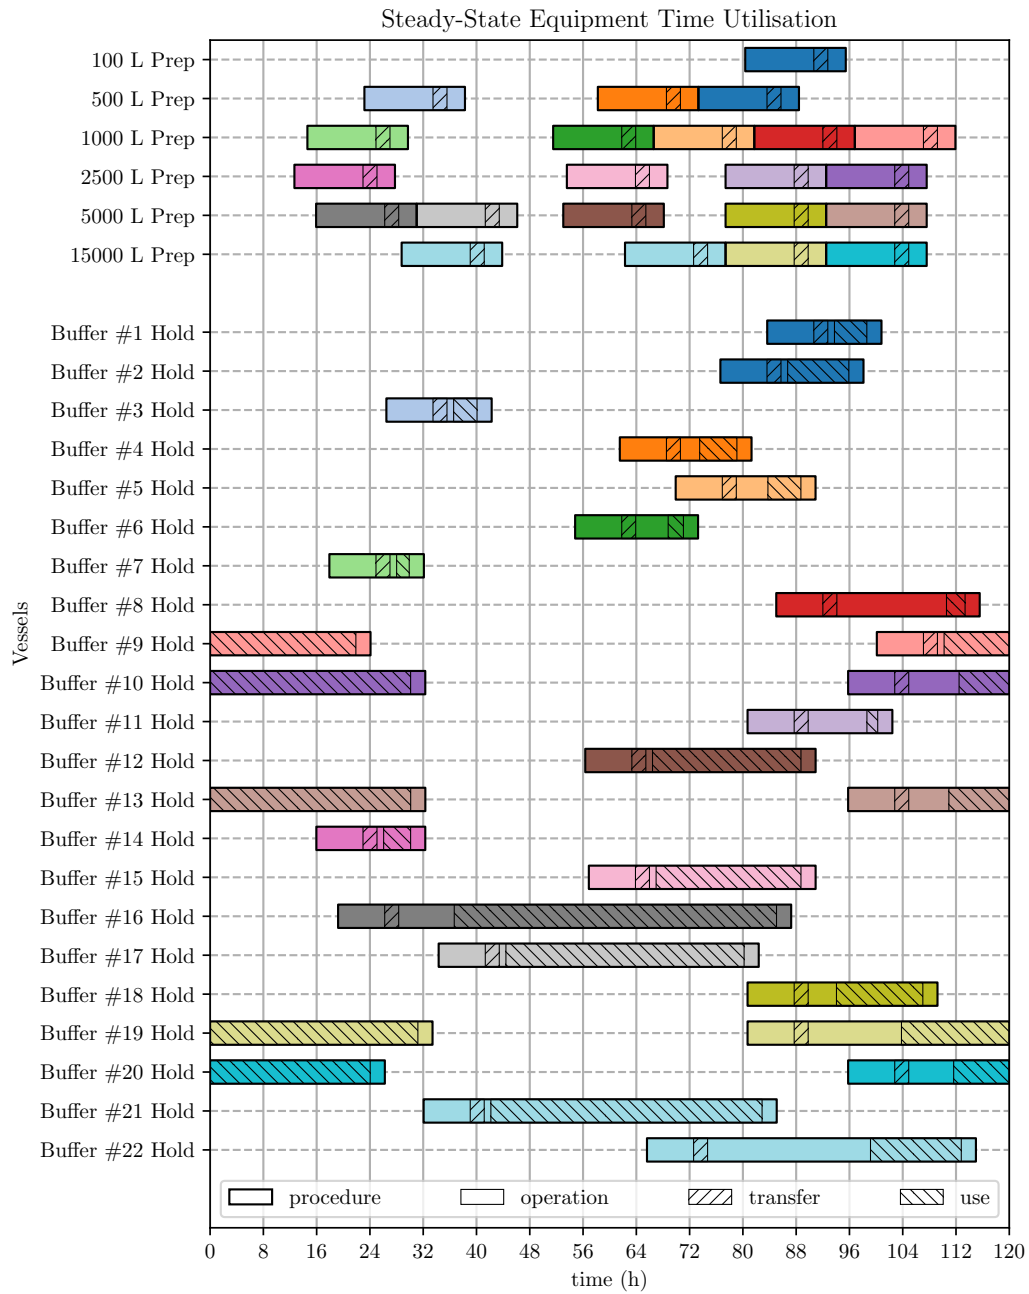 Steady-State Equipment Time Utilisation
100 L Prep
500 L Prep
1000 L Prep
2500 L Prep
5000 L Prep
15000 L Prep
Buffer #1 Hold
Buffer #2 Hold
Buffer #3 Hold
Buffer #4 Hold
Buffer #5 Hold
Buffer #6 Hold
Buffer #7 Hold
Buffer #8 Hold
Buffer #9 Hold
Buffer #10 Hold
Buffer #11 Hold
Buffer #12 Hold
Buffer #13 Hold
Buffer #14 Hold
Buffer #15 Hold
Buffer #16 Hold
Buffer #17 Hold
Buffer #18 Hold
Buffer #19 Hold
Buffer #20 Hold
Buffer #21 Hold
Buffer #22 Hold
Vessels
procedure operation transfer use
0 8 16 24 32 40 48 56 64 72 80 88 96 104 112 120
time (h)